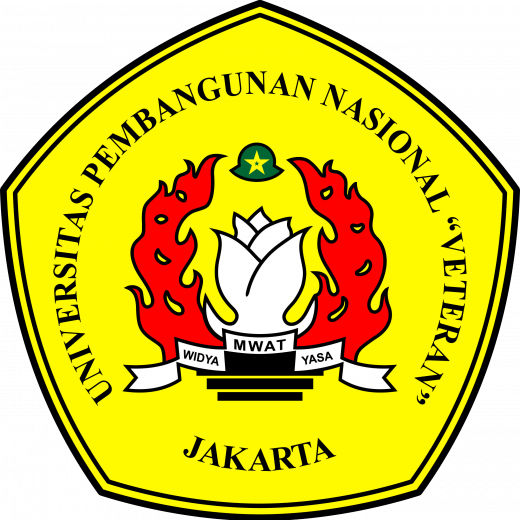 UNIVERSITAS PEMBANGUNAN NASIONAL “VETERAN”
WIDYA MWAT YASA
JAKARTA